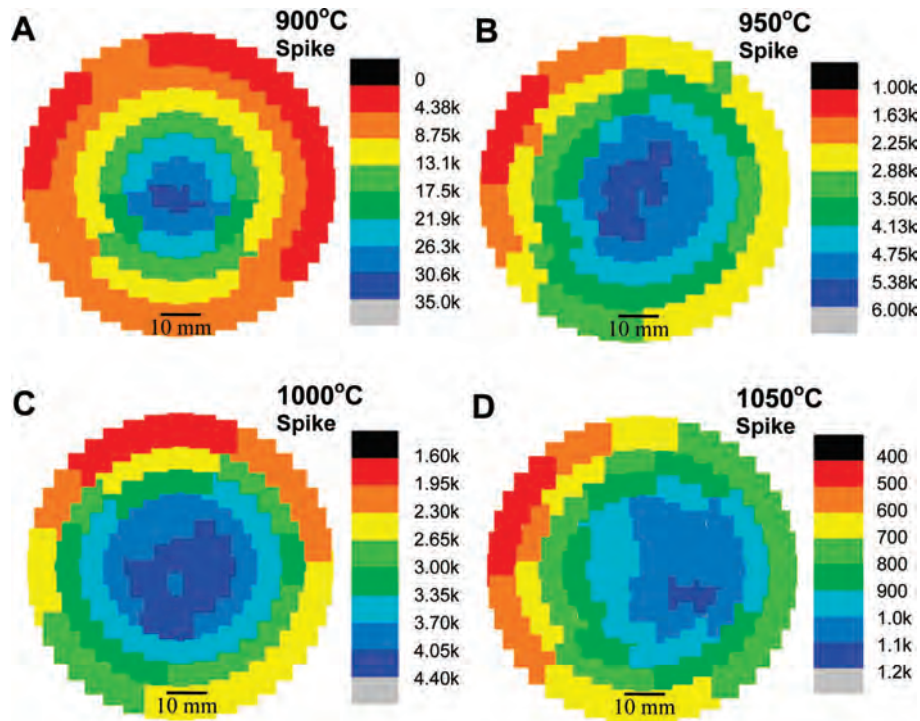 A
900°C
Spike
0
4.38k
8.75k
13.1k
17.5k
21.9k
26.3k
30.6k
35.0k
10 mm
B
950°C
Spike
1.00k
1.63k
2.25k
2.88k
3.50k
4.13k
4.75k
5.38k
6.00k
10 mm
C
1000°C
Spike
1.60k
1.95k
2.30k
2.65k
3.00k
3.35k
3.70k
4.05k
4.40k
10 mm
D
1050°C
Spike
400
500
600
700
800
900
1.0k
1.1k
1.2k
10 mm